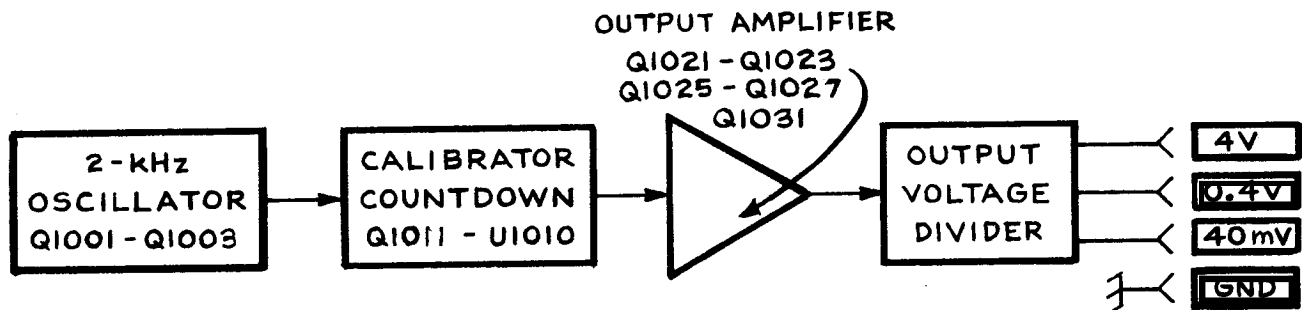 OUTPUT AMPLIFIER
Q1021 - Q1023
Q1025 - Q1027
Q1031
2-kHz
OSCILLATOR
Q1001 - Q1003
CALIBRATOR
COUNTDOWN
Q1011 - U1010
OUTPUT
VOLTAGE
DIVIDER
4V
0.4V
40mV
GND